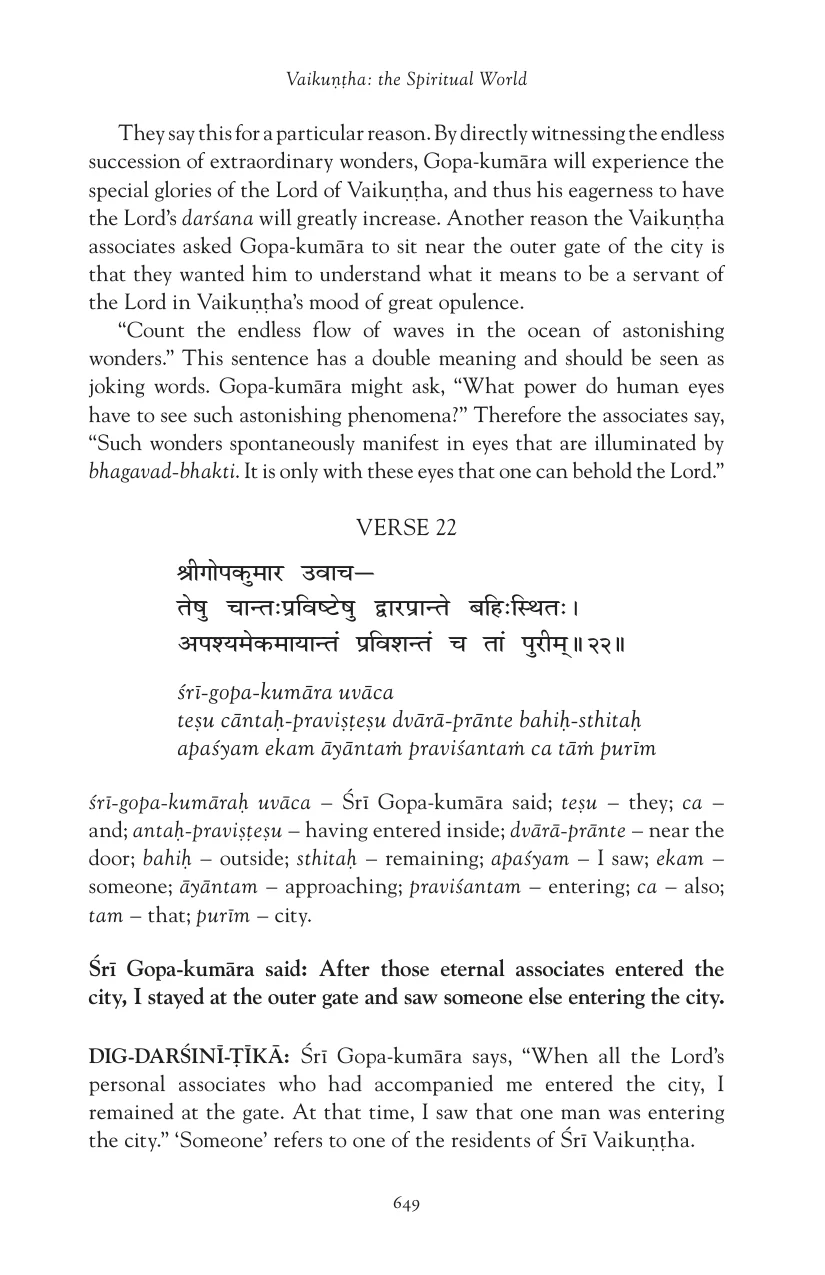 Vaikuṇṭha: the Spiritual World
They say this for a particular reason. By directly witnessing the endless
succession of extraordinary wonders, Gopa-kumāra will experience the
special glories of the Lord of Vaikuṇṭha, and thus his eagerness to have
the Lord’s darśana will greatly increase. Another reason the Vaikuṇṭha
associates asked Gopa-kumāra to sit near the outer gate of the city is
that they wanted him to understand what it means to be a servant of
the Lord in Vaikuṇṭha’s mood of great opulence.
“Count the endless flow of waves in the ocean of astonishing
wonders.” This sentence has a double meaning and should be seen as
joking words. Gopa-kumāra might ask, “What power do human eyes
have to see such astonishing phenomena?” Therefore the associates say,
“Such wonders spontaneously manifest in eyes that are illuminated by
bhagavad-bhakti. It is only with these eyes that one can behold the Lord.”
VERSE 22
श्रीगोपकुमार उवाच—
तेषु चान्तःप्रविष्टेषु द्वारप्रान्ते बहिःस्थितः।
अपश्यमेकमायान्तं प्रविशन्तं च तां पुरीम्॥२२॥
śrī-gopa-kumāra uvāca
teṣu cāntaḥ-praviṣṭeṣu dvārā-prānte bahiḥ-sthitaḥ
apaśyam ekam āyāntaṁ praviśantaṁ ca tāṁ purīm
śrī-gopa-kumāraḥ uvāca – Śrī Gopa-kumāra said; teṣu – they; ca –
and; antaḥ-praviṣṭeṣu – having entered inside; dvārā-prānte – near the
door; bahiḥ – outside; sthitaḥ – remaining; apaśyam – I saw; ekam –
someone; āyāntam – approaching; praviśantam – entering; ca – also;
tam – that; purīm – city.
Śrī Gopa-kumāra said: After those eternal associates entered the
city, I stayed at the outer gate and saw someone else entering the city.
DIG-DARŚINĪ-ṬĪKĀ: Śrī Gopa-kumāra says, “When all the Lord’s
personal associates who had accompanied me entered the city, I
remained at the gate. At that time, I saw that one man was entering
the city.” ‘Someone’ refers to one of the residents of Śrī Vaikuṇṭha.
649